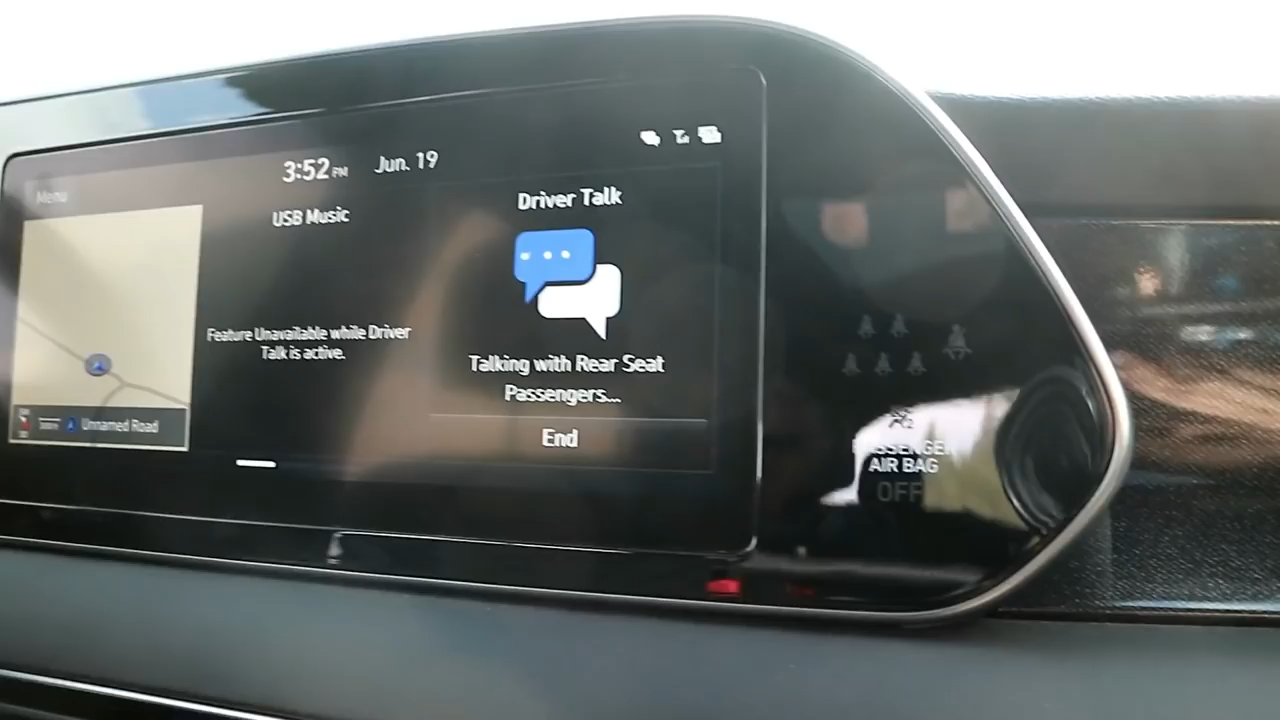 3:52 PM Jun. 19
Menu
USB Music
Driver Talk
Feature Unavailable while Driver
Talk is active.
Talking with Rear Seat
Passengers...
Unnamed Road
End
PASSENGER
AIR BAG
OFF